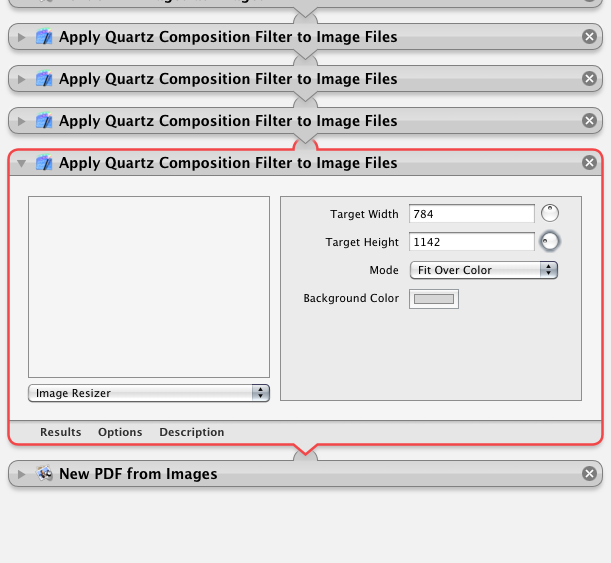 Apply Quartz Composition Filter to Image Files
Apply Quartz Composition Filter to Image Files
Apply Quartz Composition Filter to Image Files
Apply Quartz Composition Filter to Image Files
Target Width 784
Target Height 1142
Mode Fit Over Color
Background Color
Image Resizer
Results Options Description
New PDF from Images